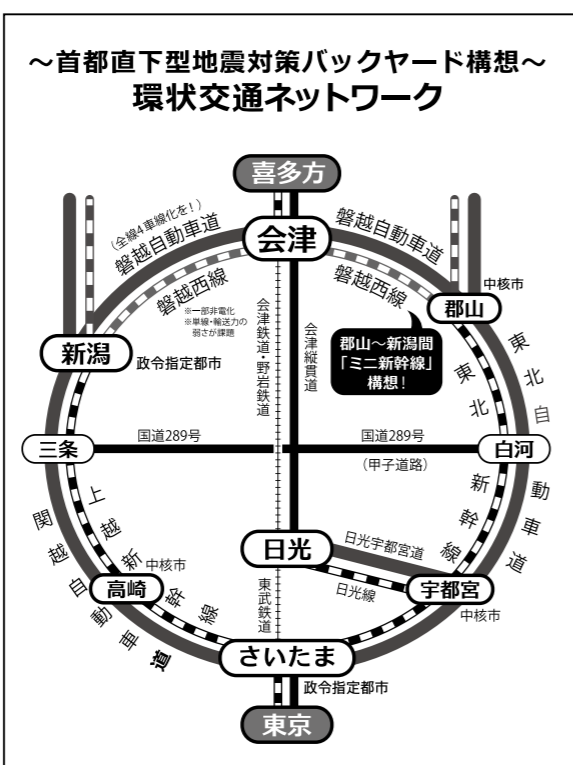 ~首都直下型地震対策バックヤード構想~
環状交通ネットワーク
喜多方
(全線4車線化を!)
磐越自動車道
会津
磐越自動車道
磐越西線
磐越西線
※一部非電化
※単線・輸送力の
弱さが課題
中核市
郡山
郡山~新潟間
「ミニ新幹線」
構想!
新潟
政令指定都市
会津鉄道・野岩鉄道
会津縦貫道
東北自動車道
東北新幹線
三条
国道289号
国道289号
(甲子道路)
白河
関越自動車道
上越新幹線
中核市
高崎
日光
日光宇都宮道
日光線
宇都宮
中核市
東武鉄道
さいたま
政令指定都市
東京